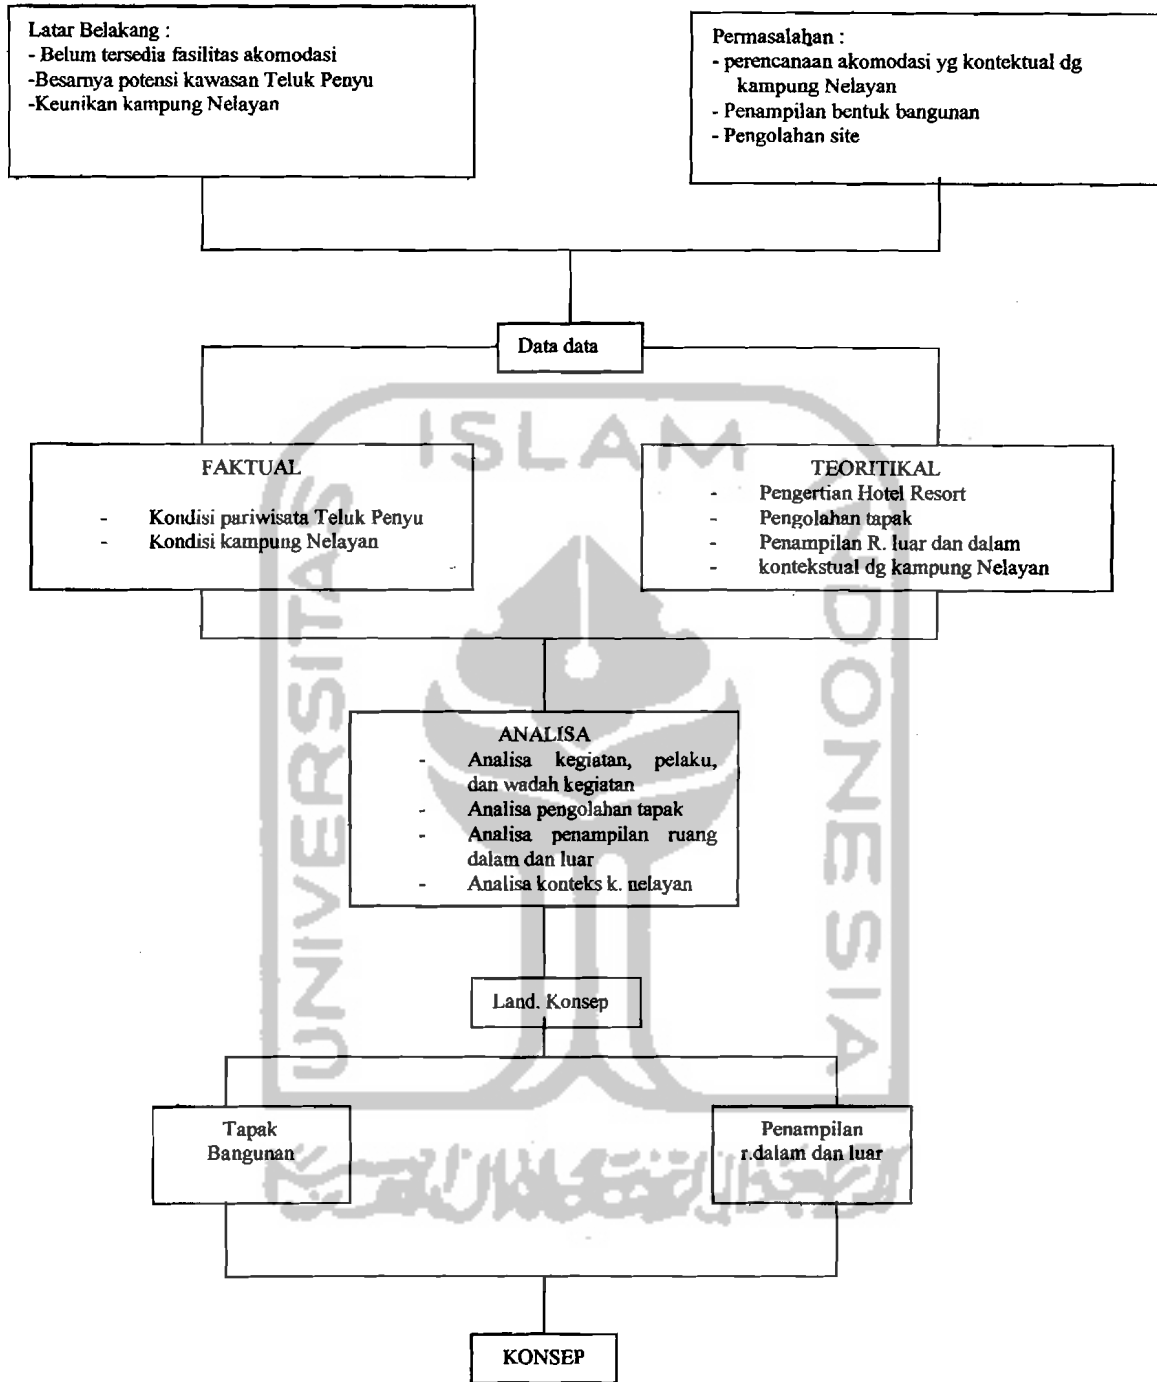 Latar Belakang :
- Belum tersedia fasilitas akomodasi
-Besarnya potensi kawasan Teluk Penyu
-Keunikan kampung Nelayan
Permasalahan :
- perencanaan akomodasi yg kontektual dg
kampung Nelayan
- Penampilan bentuk bangunan
- Pengolahan site
Data data
FAKTUAL
- Kondisi pariwisata Teluk Penyu
- Kondisi kampung Nelayan
TEORITIKAL
- Pengertian Hotel Resort
- Pengolahan tapak
- Penampilan R. luar dan dalam
- kontekstual dg kampung Nelayan
ANALISA
- Analisa kegiatan, pelaku,
dan wadah kegiatan
- Analisa pengolahan tapak
- Analisa penampilan ruang
dalam dan luar
- Analisa konteks k. nelayan
Land. Konsep
Tapak
Bangunan
Penampilan
r.dalam dan luar
KONSEP
UNIVERSITAS
ISLAM
INDONESIA